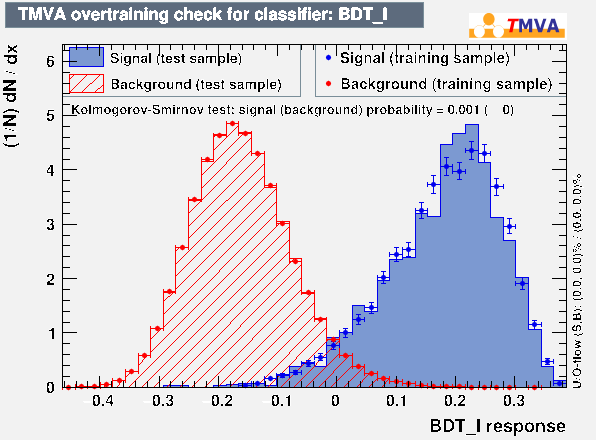 TMVA overtraining check for classifier: BDT_I
TMVA
Signal (test sample)
Background (test sample)
Signal (training sample)
Background (training sample)
Kolmogorov-Smirnov test: signal (background) probability = 0.001 ( 0)
(1/N) dN / dx
6
5
4
3
2
1
0
-0.4 -0.3 -0.2 -0.1 0 0.1 0.2 0.3
BDT_I response
U/O-flow (S,B): (0.0, 0.0)% / (0.0, 0.0)%